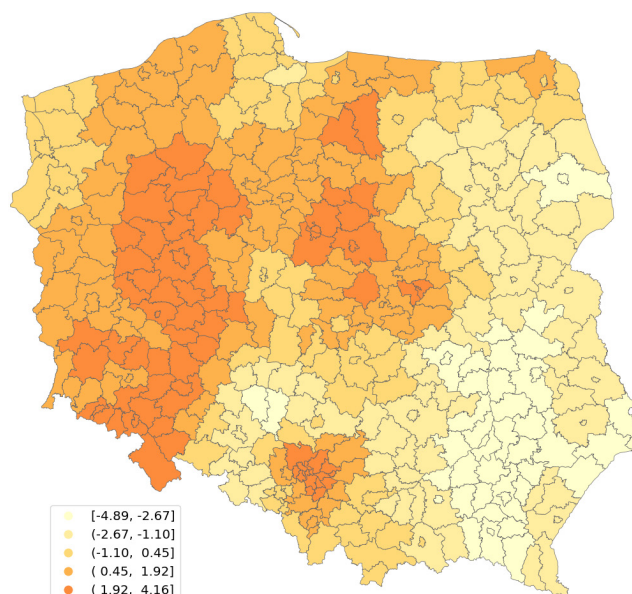 [-4.89, -2.67]
(-2.67, -1.10]
(-1.10,  0.45]
( 0.45,  1.92]
( 1.92,  4.16]